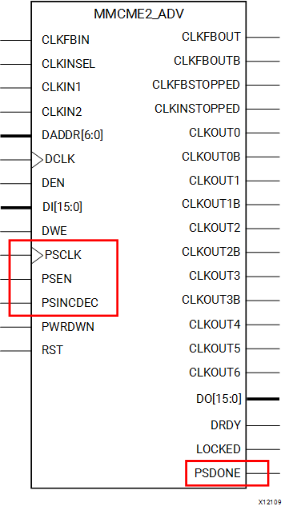 MMCME2_ADV
CLKFBIN
CLKINSEL
CLKIN1
CLKIN2
DADDR[6:0]
DCLK
DEN
DI[15:0]
DWE
PSCLK
PSEN
PSINCDEC
PWRDWN
RST
CLKFBOUT
CLKFBOUTB
CLKFBSTOPPED
CLKINSTOPPED
CLKOUT0
CLKOUT0B
CLKOUT1
CLKOUT1B
CLKOUT2
CLKOUT2B
CLKOUT3
CLKOUT3B
CLKOUT4
CLKOUT5
CLKOUT6
DO[15:0]
DRDY
LOCKED
PSDONE
X12109